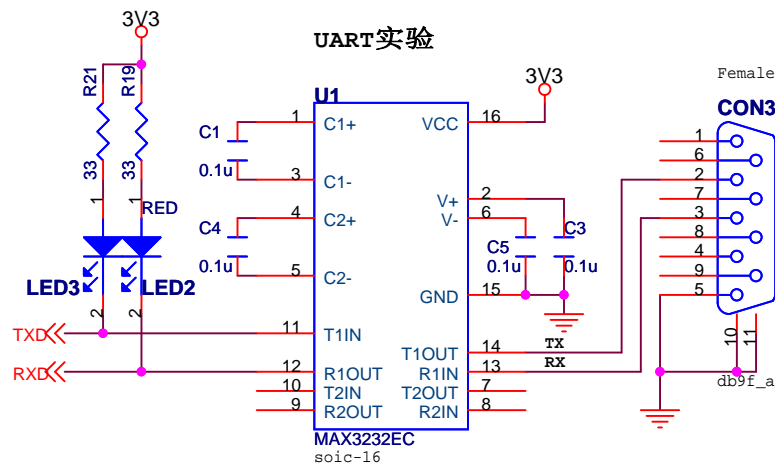 UART实验
3V3
R21
R19
33
33
1
1
RED
LED3
LED2
2
2
TXD
RXD
C1
0.1u
C4
0.1u
U1
1 C1+
3 C1-
4 C2+
5 C2-
11 T1IN
12 R1OUT
10 T2IN
9 R2OUT
VCC 16
V+ 2
V- 6
GND 15
T1OUT 14
R1IN 13
T2OUT 7
R2IN 8
MAX3232EC
soic-16
3V3
C5
0.1u
C3
0.1u
TX
RX
Female
CON3
1
6
2
7
3
8
4
9
5
10
11
db9f_a